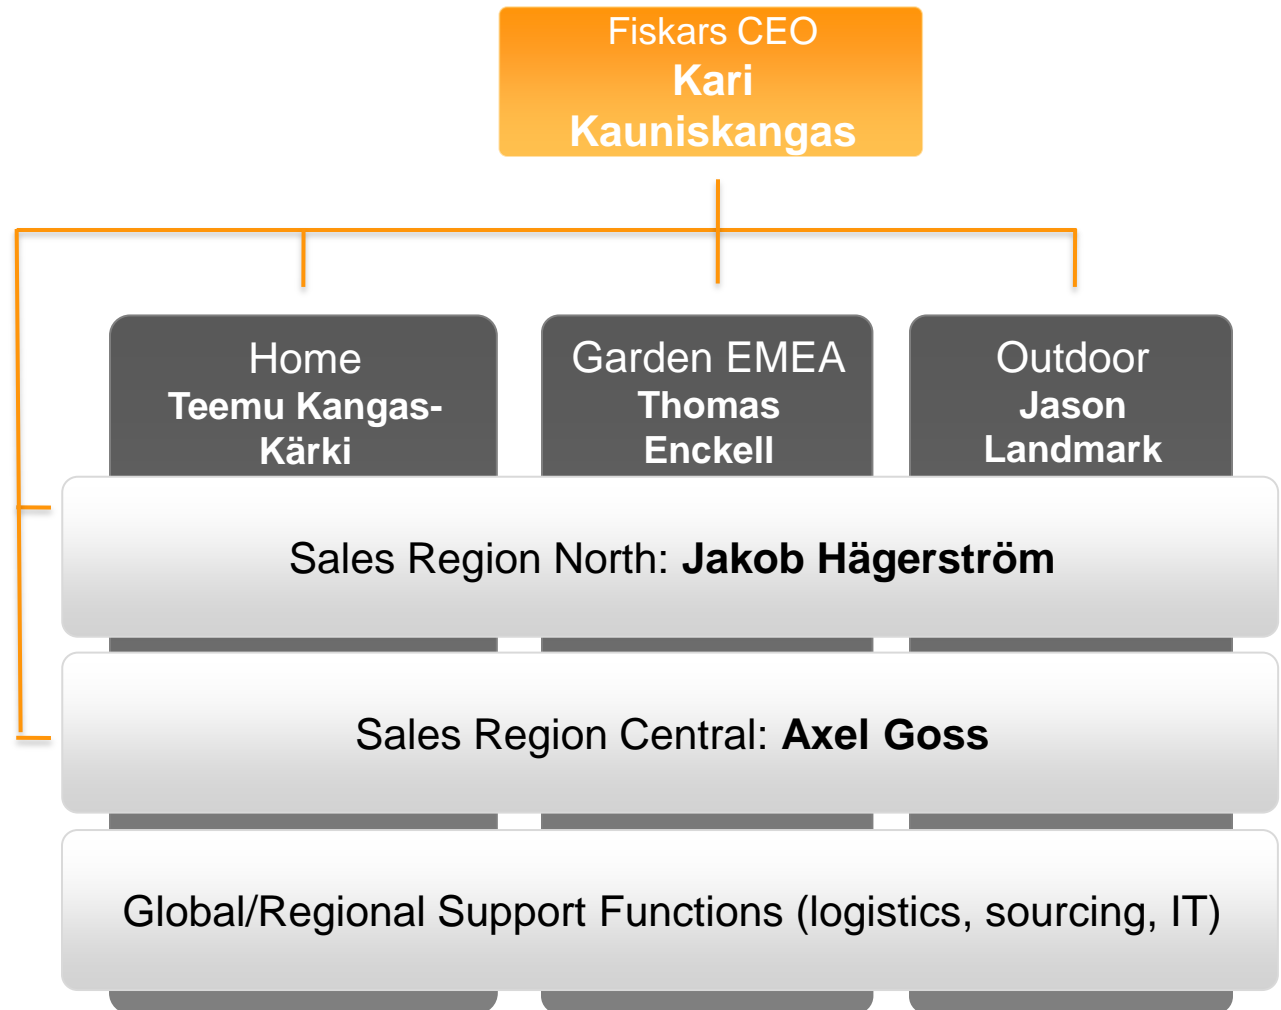 Fiskars CEO
Kari
Kauniskangas
Home
Teemu Kangas-
Kärki
Garden EMEA
Thomas
Enckell
Outdoor
Jason
Landmark
Sales Region North: Jakob Hägerström
Sales Region Central: Axel Goss
Global/Regional Support Functions (logistics, sourcing, IT)